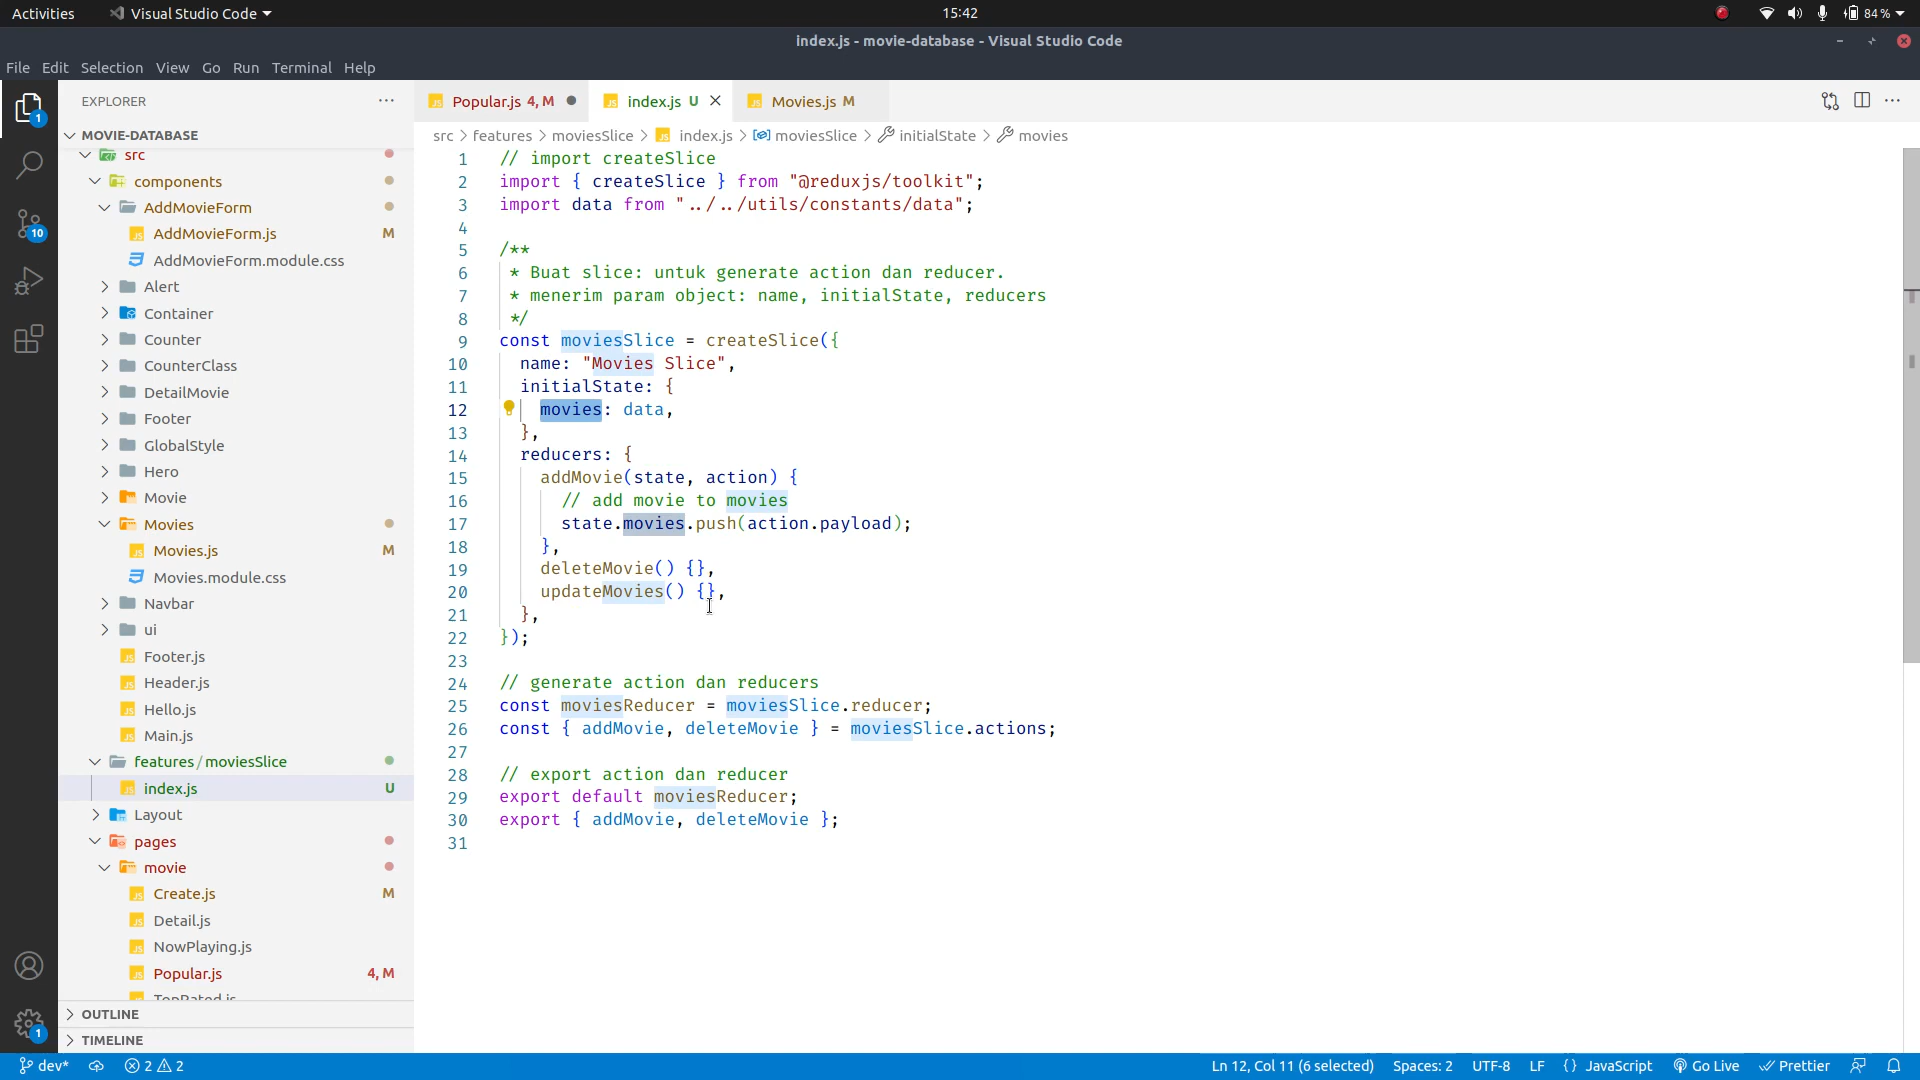 Activities
Visual Studio Code
15:42
84 %
index.js - movie-database - Visual Studio Code
File Edit Selection View Go Run Terminal Help
EXPLORER
MOVIE-DATABASE
src
components
AddMovieForm
AddMovieForm.js M
AddMovieForm.module.css
Alert
Container
Counter
CounterClass
DetailMovie
Footer
GlobalStyle
Hero
Movie
Movies
Movies.js M
Movies.module.css
Navbar
ui
Footer.js
Header.js
Hello.js
Main.js
features/moviesSlice
index.js U
Layout
pages
movie
Create.js M
Detail.js
NowPlaying.js
Popular.js 4, M
TopRated.js
OUTLINE
TIMELINE
1
10
1
Popular.js 4, M
index.js U
Movies.js M
src > features > moviesSlice > index.js > moviesSlice > initialState > movies
1 // import createSlice
2 import { createSlice } from "@reduxjs/toolkit";
3 import data from "../../utils/constants/data";
4
5 /**
6 * Buat slice: untuk generate action dan reducer.
7 * menerim param object: name, initialState, reducers
8 */
9 const moviesSlice = createSlice({
10 name: "Movies Slice",
11 initialState: {
12 movies: data,
13 },
14 reducers: {
15 addMovie(state, action) {
16 // add movie to movies
17 state.movies.push(action.payload);
18 },
19 deleteMovie() {},
20 updateMovies() {},
21 },
22 });
23
24 // generate action dan reducers
25 const moviesReducer = moviesSlice.reducer;
26 const { addMovie, deleteMovie } = moviesSlice.actions;
27
28 // export action dan reducer
29 export default moviesReducer;
30 export { addMovie, deleteMovie };
31
dev* 2 2
Ln 12, Col 11 (6 selected) Spaces: 2 UTF-8 LF {} JavaScript Go Live Prettier